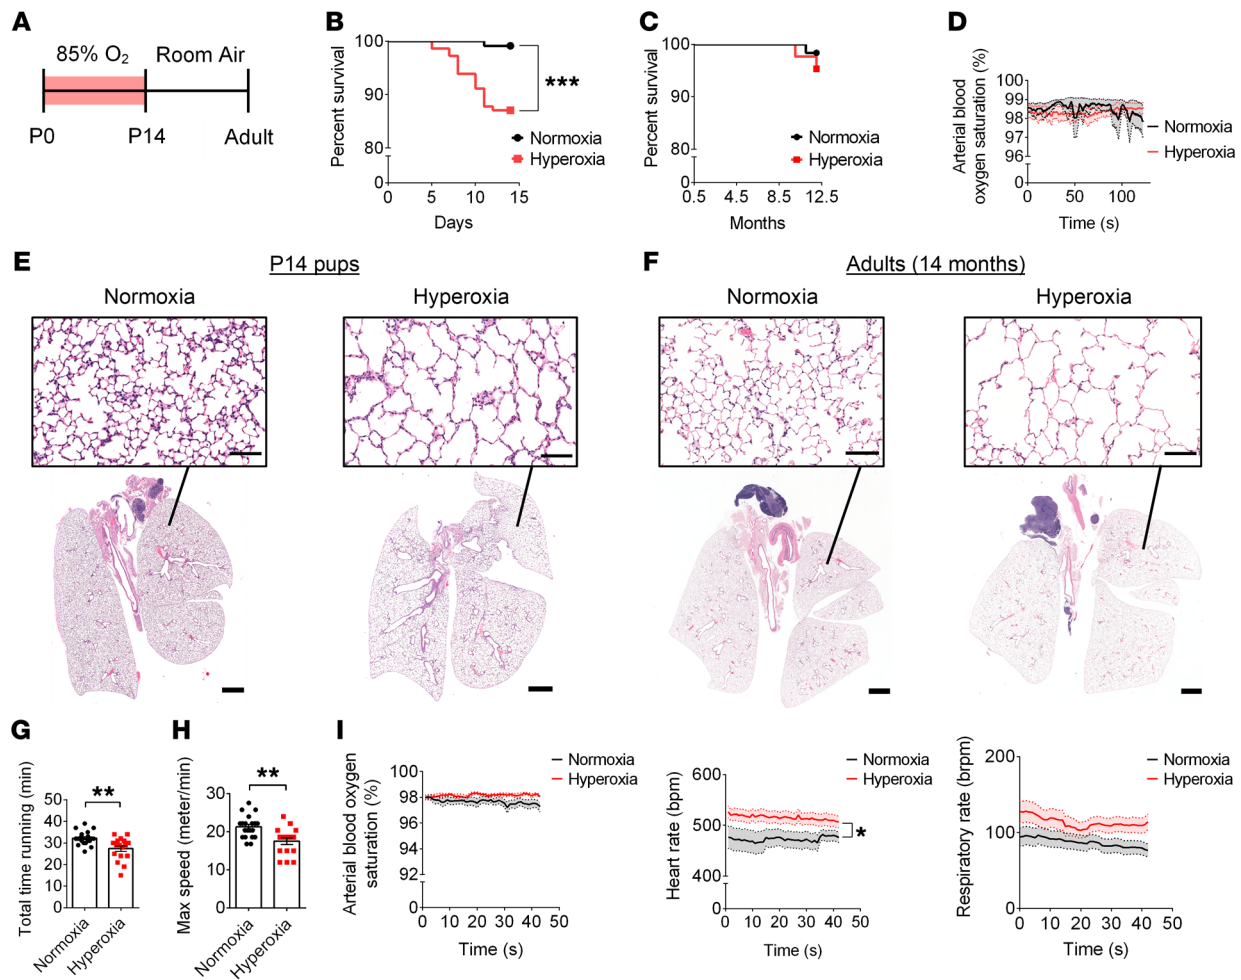 A
85% O₂
Room Air
P0
P14
Adult
B
Percent survival
100
90
80
0
0
5
10
15
Days
***
Normoxia
Hyperoxia
C
Percent survival
100
90
80
0
0.5
4.5
8.5
12.5
Months
Normoxia
Hyperoxia
D
Arterial blood
oxygen saturation (%)
100
99
98
97
96
0
0
50
100
Time (s)
Normoxia
Hyperoxia
E
P14 pups
Normoxia
Hyperoxia
F
Adults (14 months)
Normoxia
Hyperoxia
G
Total time running (min)
50
40
30
20
10
0
**
Normoxia
Hyperoxia
H
Max speed (meter/min)
30
20
10
0
**
Normoxia
Hyperoxia
I
Arterial blood oxygen
saturation (%)
100
98
96
94
92
0
0
10
20
30
40
50
Time (s)
Normoxia
Hyperoxia
Heart rate (bpm)
600
500
400
0
0
10
20
30
40
50
Time (s)
Normoxia
Hyperoxia
*
Respiratory rate (brpm)
200
100
0
0
10
20
30
40
50
Time (s)
Normoxia
Hyperoxia